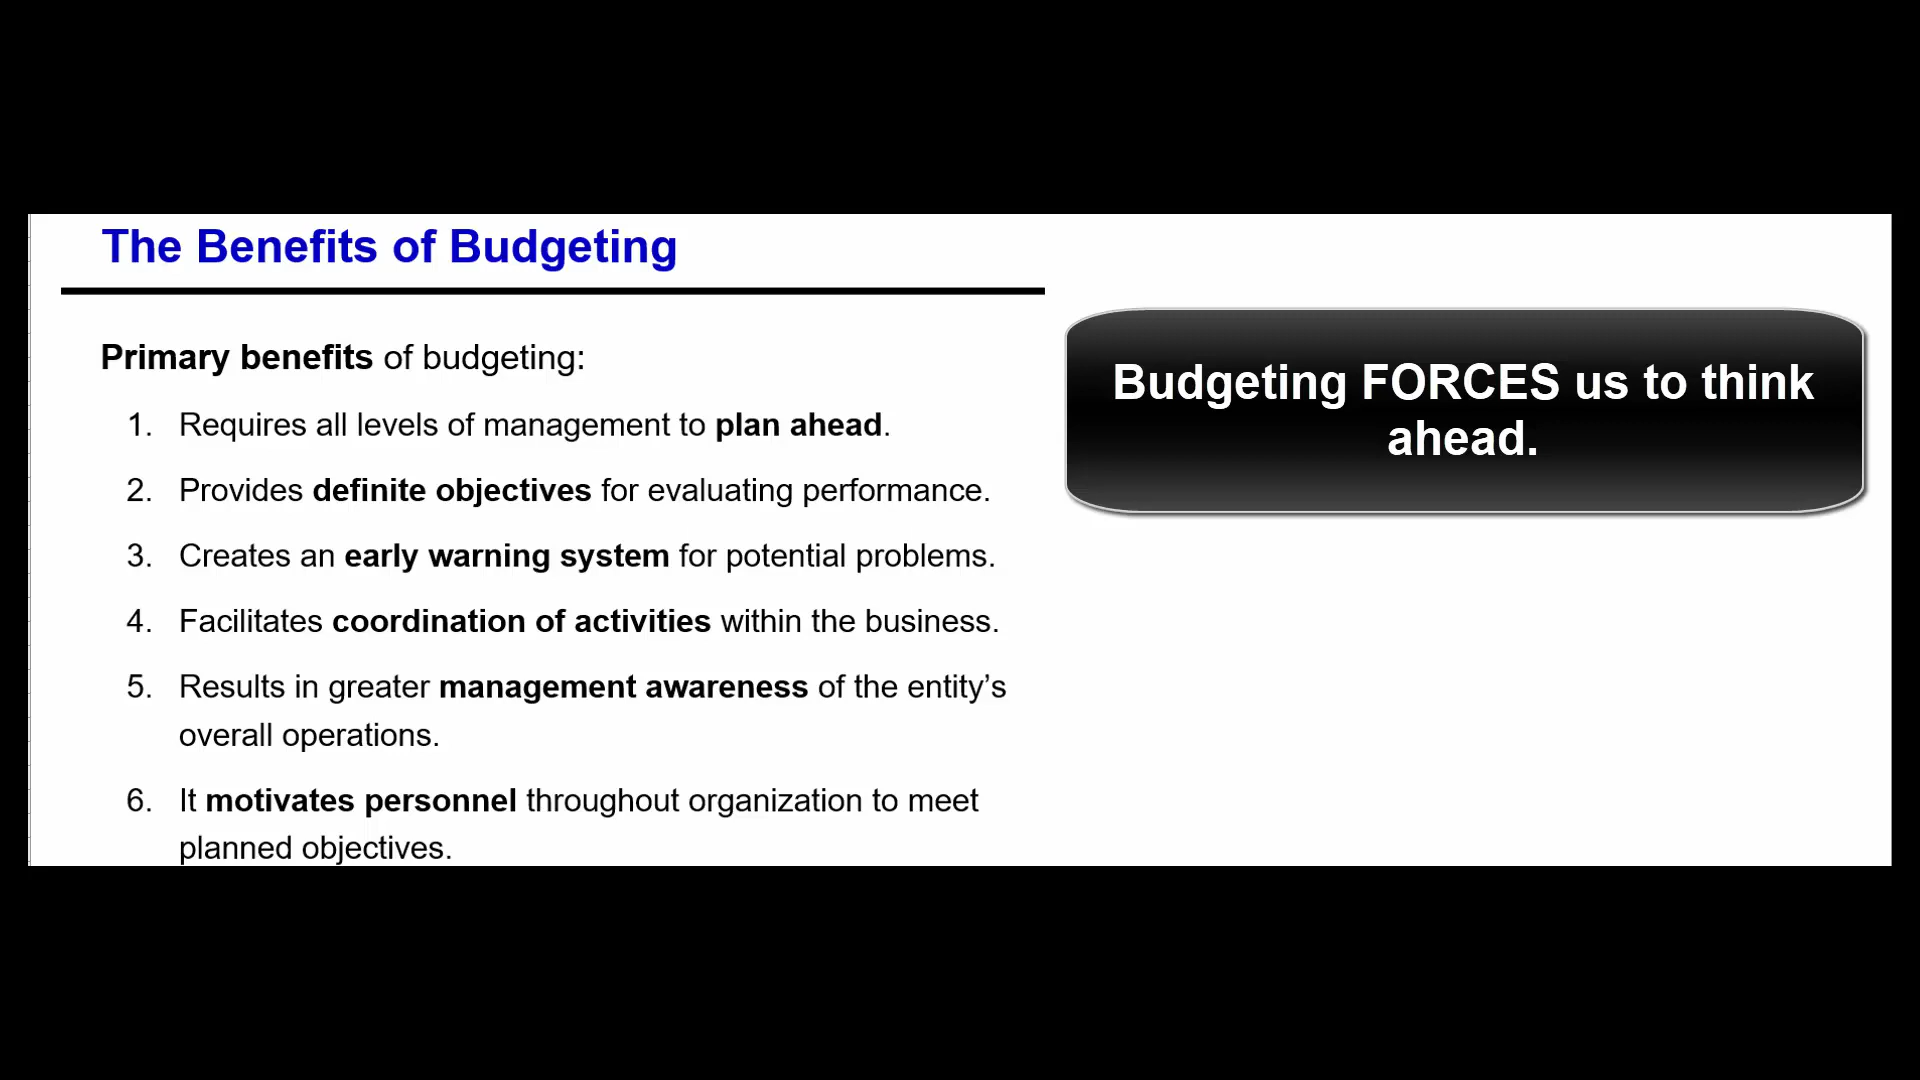 The Benefits of Budgeting
Primary benefits of budgeting:
1. Requires all levels of management to plan ahead.
2. Provides definite objectives for evaluating performance.
3. Creates an early warning system for potential problems.
4. Facilitates coordination of activities within the business.
5. Results in greater management awareness of the entity’s
overall operations.
6. It motivates personnel throughout organization to meet
planned objectives.
Budgeting FORCES us to think
ahead.